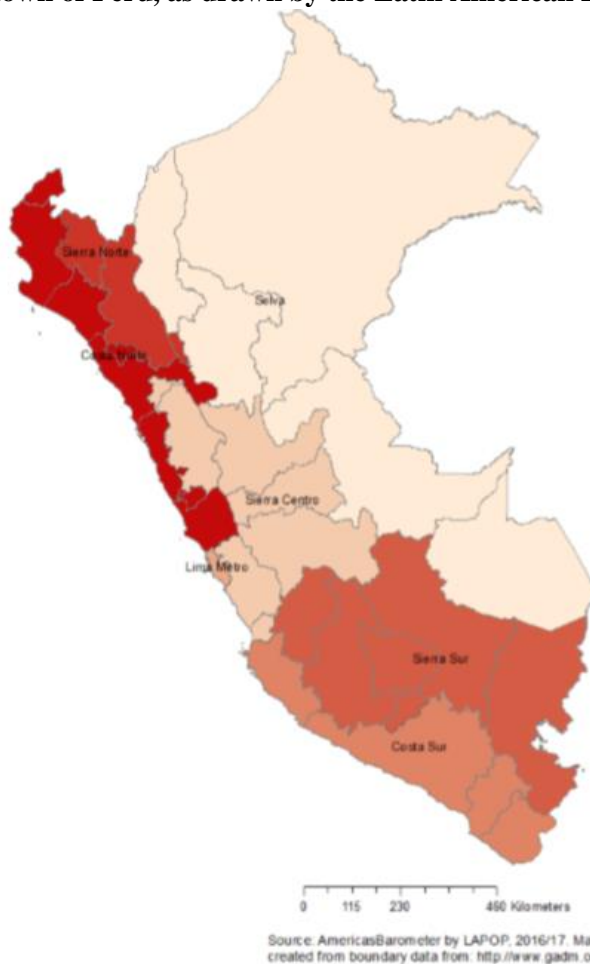 own of Peru, as drawn by the Latin American
Sierra Norte
Selva
Costa Norte
Sierra Centro
Lima Metro
Sierra Sur
Costa Sur
0 115 230 460 Kilometers
Source: AmericasBarometer by LAPOP, 2016/17. Ma
created from boundary data from: http://www.gadm.o